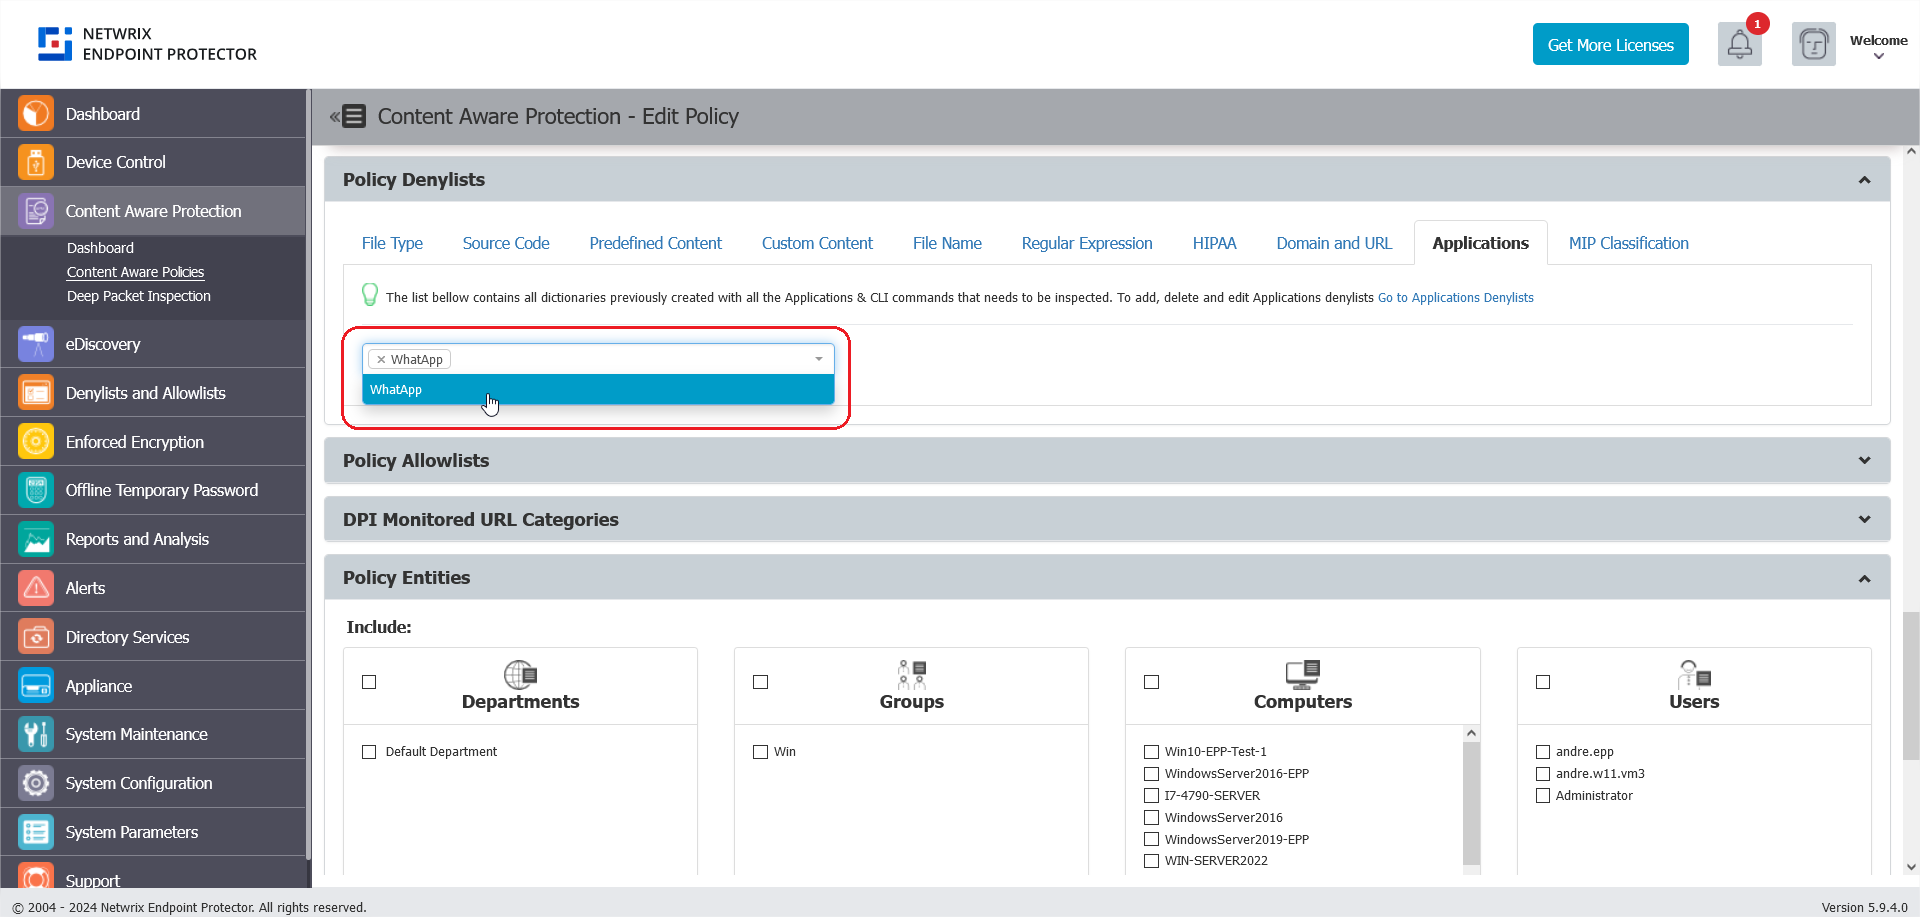 NETWRIX
ENDPOINT PROTECTOR
Get More Licenses
1
Welcome
Dashboard
Device Control
Content Aware Protection
Dashboard
Content Aware Policies
Deep Packet Inspection
eDiscovery
Denylists and Allowlists
Enforced Encryption
Offline Temporary Password
Reports and Analysis
Alerts
Directory Services
Appliance
System Maintenance
System Configuration
System Parameters
Support
Content Aware Protection - Edit Policy
Policy Denylists
File Type Source Code Predefined Content Custom Content File Name Regular Expression HIPAA Domain and URL Applications MIP Classification
The list bellow contains all dictionaries previously created with all the Applications & CLI commands that needs to be inspected. To add, delete and edit Applications denylists Go to Applications Denylists
× WhatApp
WhatApp
Policy Allowlists
DPI Monitored URL Categories
Policy Entities
Include:
Departments
Default Department
Groups
Win
Computers
Win10-EPP-Test-1
WindowsServer2016-EPP
I7-4790-SERVER
WindowsServer2016
WindowsServer2019-EPP
WIN-SERVER2022
Users
andre.epp
andre.w11.vm3
Administrator
© 2004 - 2024 Netwrix Endpoint Protector. All rights reserved.
Version 5.9.4.0